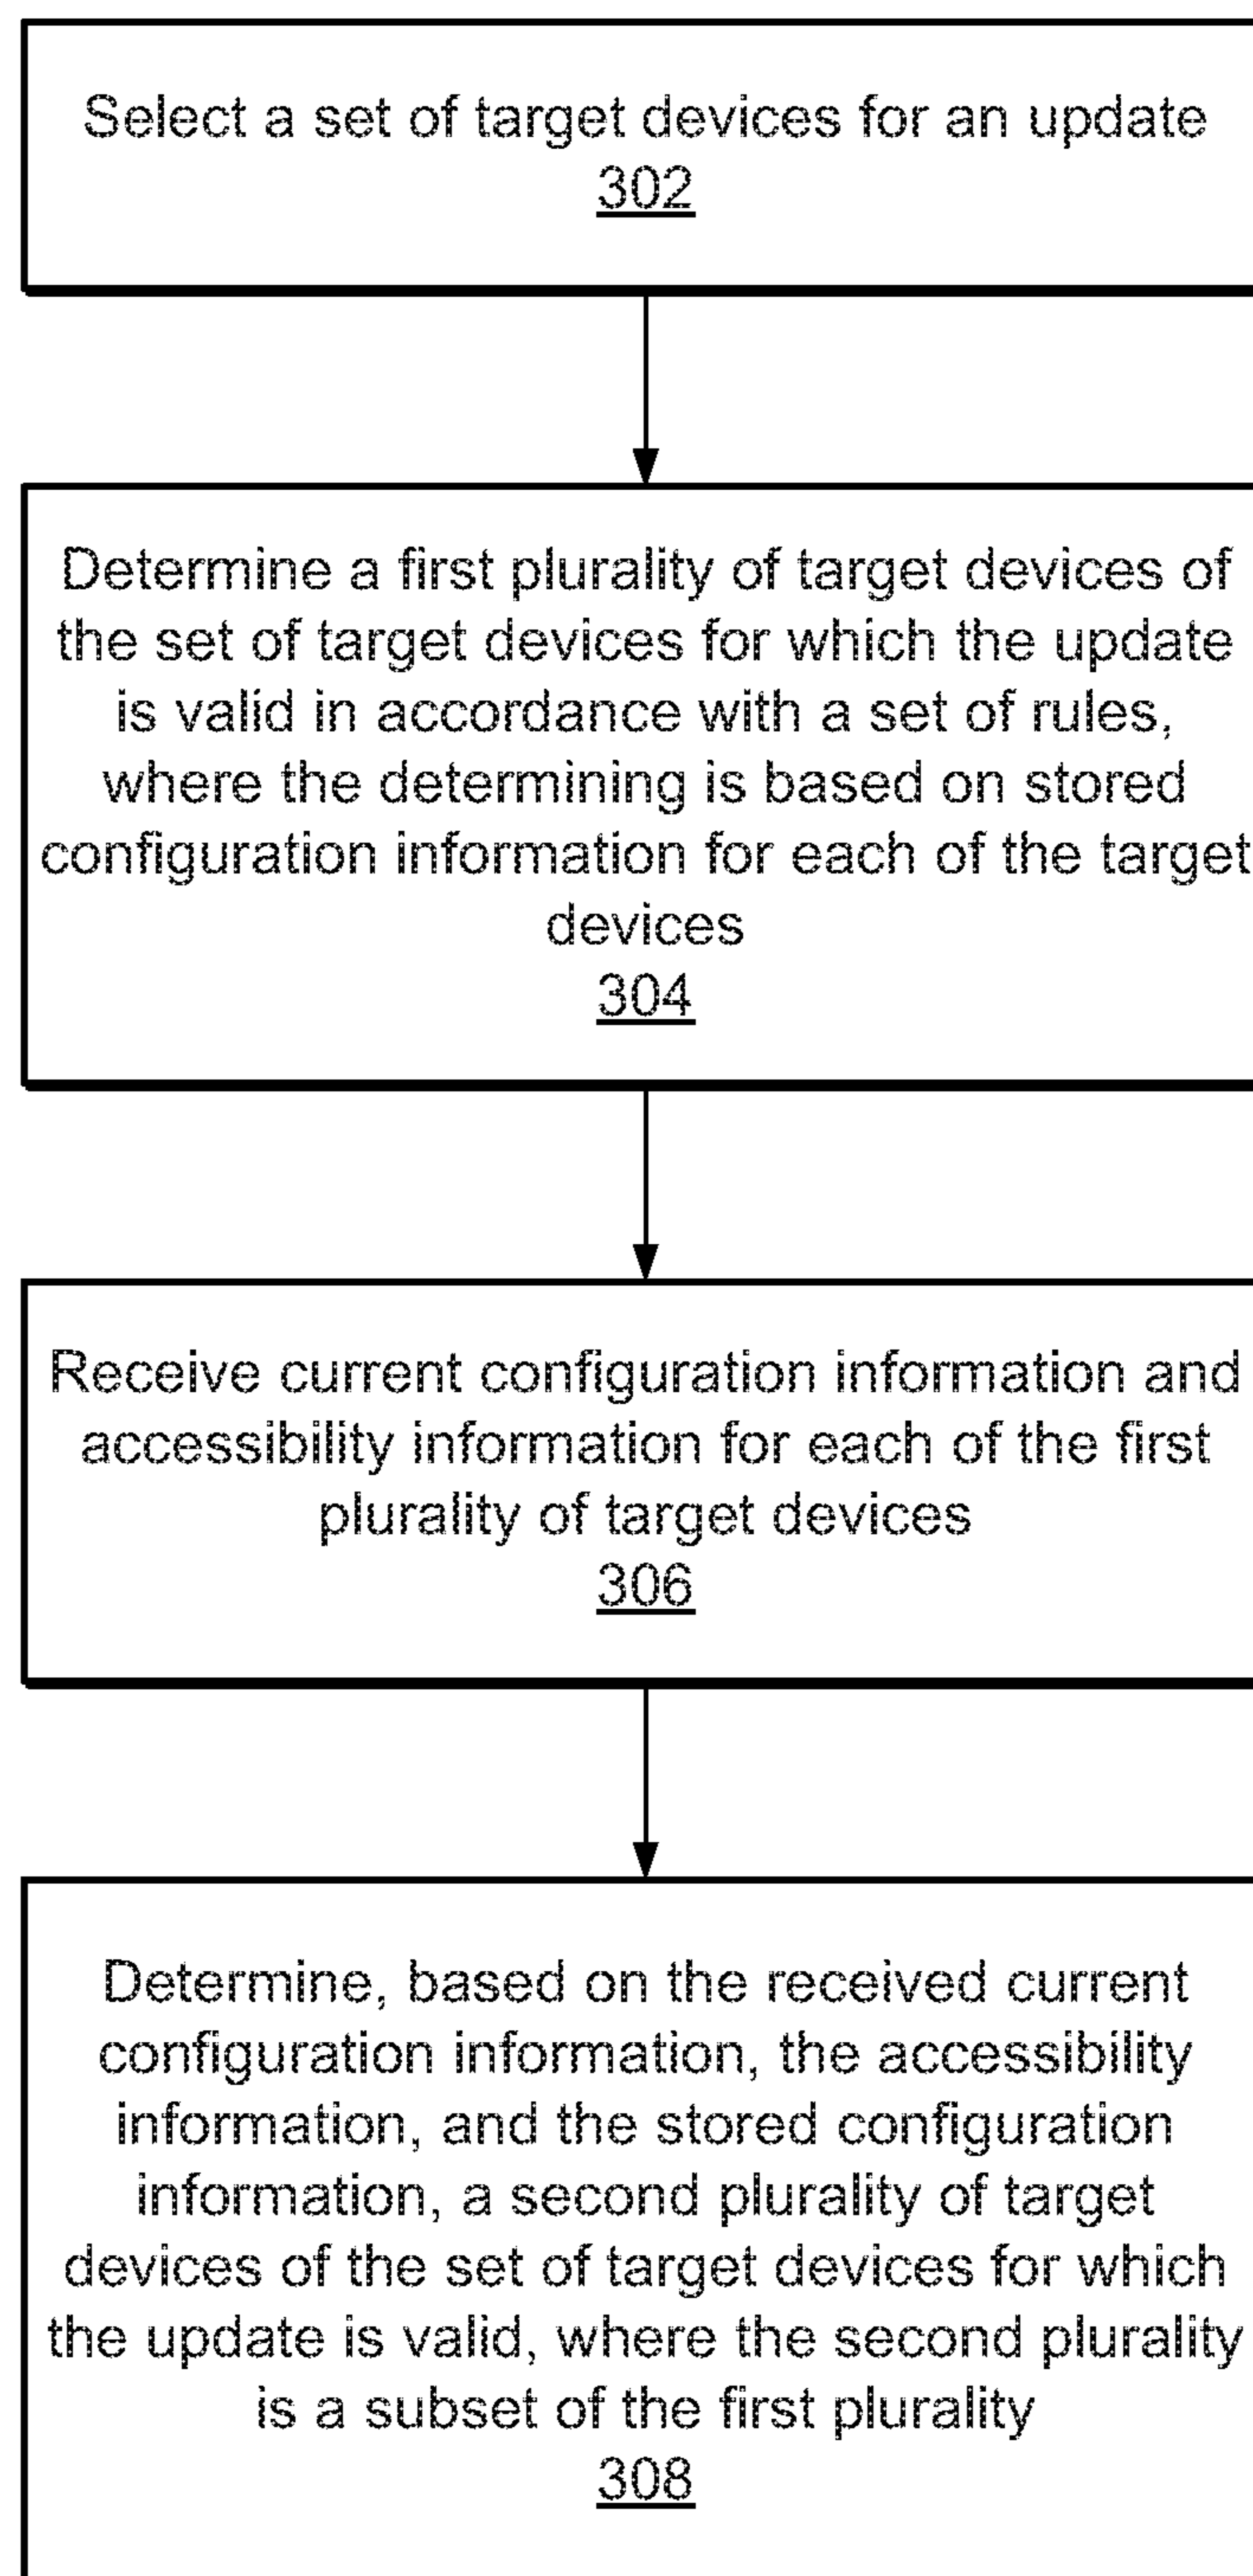 Select a set of target devices for an update
302
Determine a first plurality of target devices of
the set of target devices for which the update
is valid in accordance with a set of rules,
where the determining is based on stored
configuration information for each of the target
devices
304
Receive current configuration information and
accessibility information for each of the first
plurality of target devices
306
Determine, based on the received current
configuration information, the accessibility
information, and the stored configuration
information, a second plurality of target
devices of the set of target devices for which
the update is valid, where the second plurality
is a subset of the first plurality
308